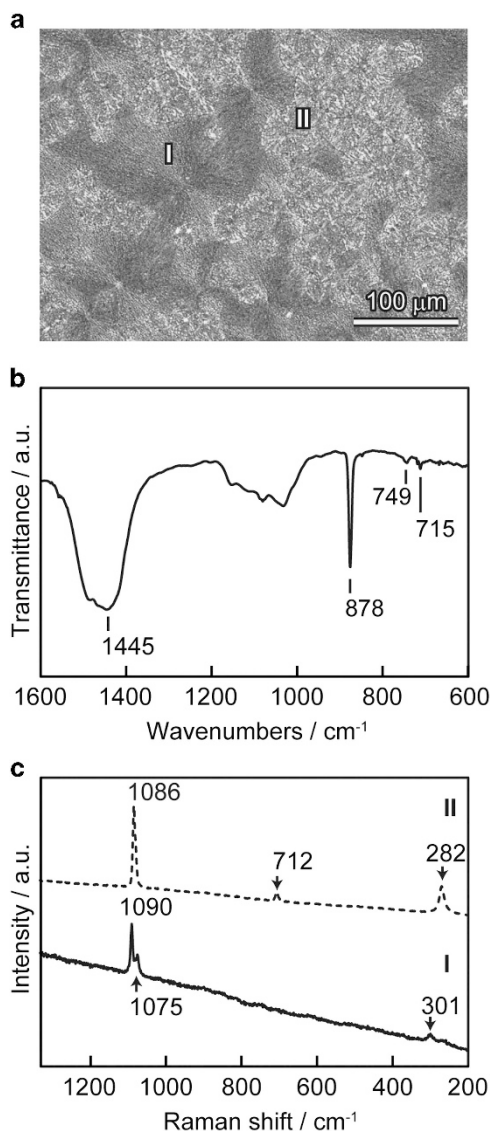 a
I
II
100 μm
b
Transmittance / a.u.
1445
878
749
715
1600 1400 1200 1000 800 600
Wavenumbers / cm⁻¹
c
Intensity / a.u.
1086
712
282
II
1090
1075
301
I
1200 1000 800 600 400 200
Raman shift / cm⁻¹